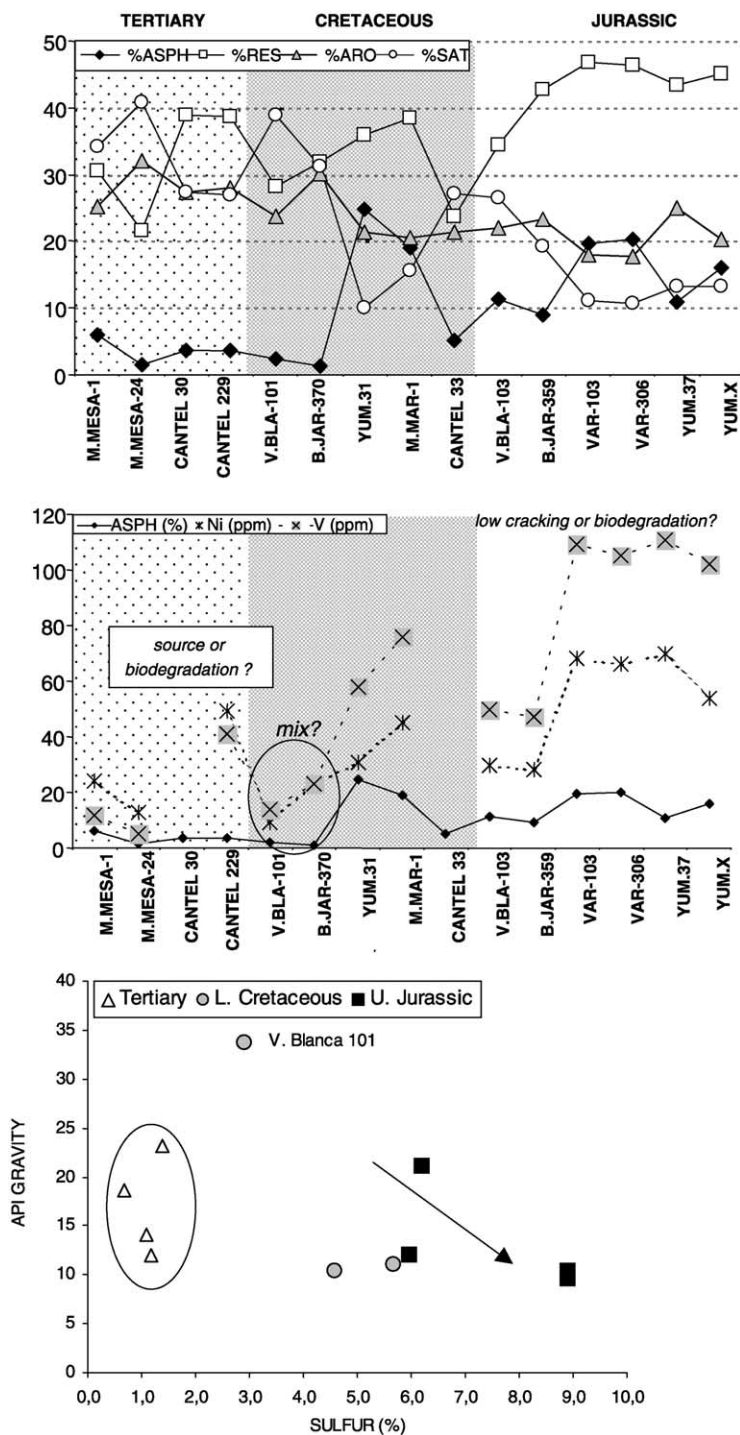 TERTIARY CRETACEOUS JURASSIC
50
%ASPH %RES %ARO %SAT
40
30
20
10
0
M.MESA-1
M.MESA-24
CANTEL 30
CANTEL 229
V.BLA-101
B.JAR-370
YUM.31
M.MAR-1
CANTEL 33
V.BLA-103
B.JAR-359
VAR-103
VAR-306
YUM.37
YUM.X
120
ASPH (%) Ni (ppm) V (ppm)
low cracking or biodegradation?
100
80
source or
biodegradation ?
60
mix?
40
20
0
M.MESA-1
M.MESA-24
CANTEL 30
CANTEL 229
V.BLA-101
B.JAR-370
YUM.31
M.MAR-1
CANTEL 33
V.BLA-103
B.JAR-359
VAR-103
VAR-306
YUM.37
YUM.X
40
Tertiary L. Cretaceous U. Jurassic
35
V. Blanca 101
30
25
API GRAVITY
20
15
10
5
0
0,0 1,0 2,0 3,0 4,0 5,0 6,0 7,0 8,0 9,0 10,0
SULFUR (%)